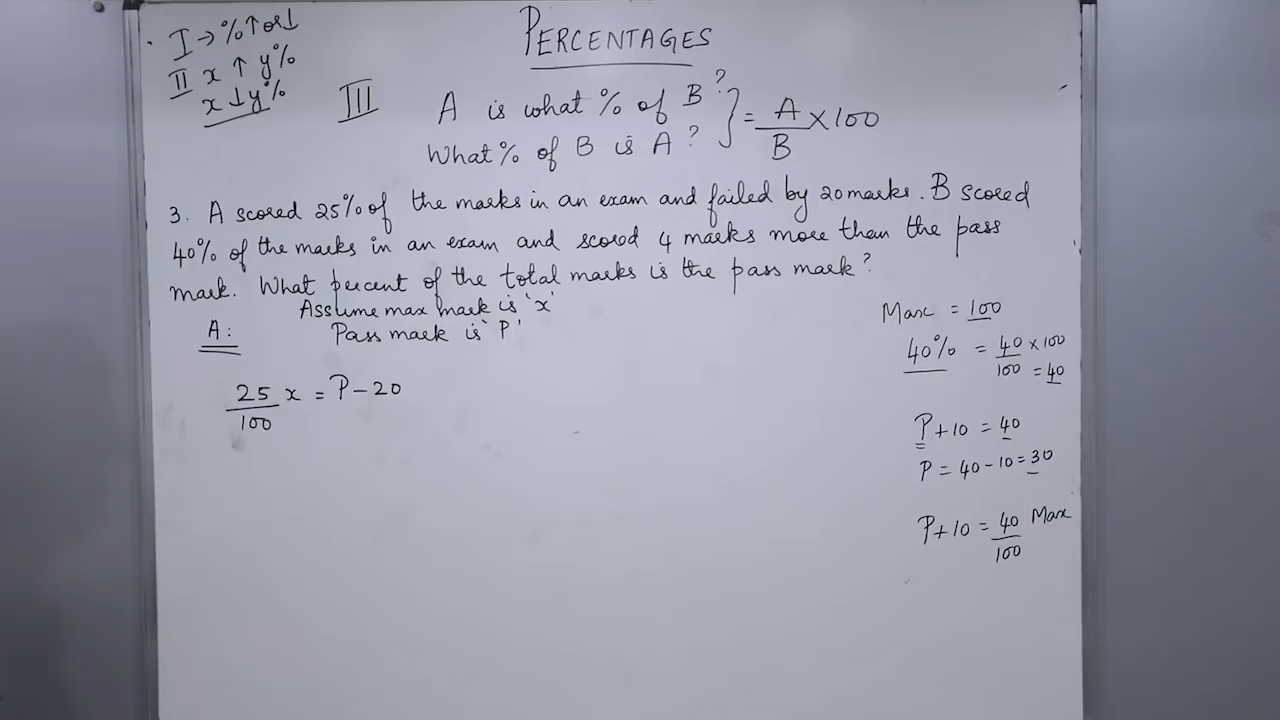 PERCENTAGES
I → % ↑ or ↓
II x ↑ y%
x ↓ y%
III A is what % of B ?
What % of B is A ?
} = A/B × 100
3. A scored 25% of the marks in an exam and failed by 20 marks. B scored
40% of the marks in an exam and scored 4 marks more than the pass
mark. What percent of the total marks is the pass mark?
Assume max mark is 'x'
A: Pass mark is 'P'
25/100 x = P - 20
Max = 100
40% = 40/100 × 100
= 40
P + 10 = 40
P = 40 - 10 = 30
P + 10 = 40/100 Max